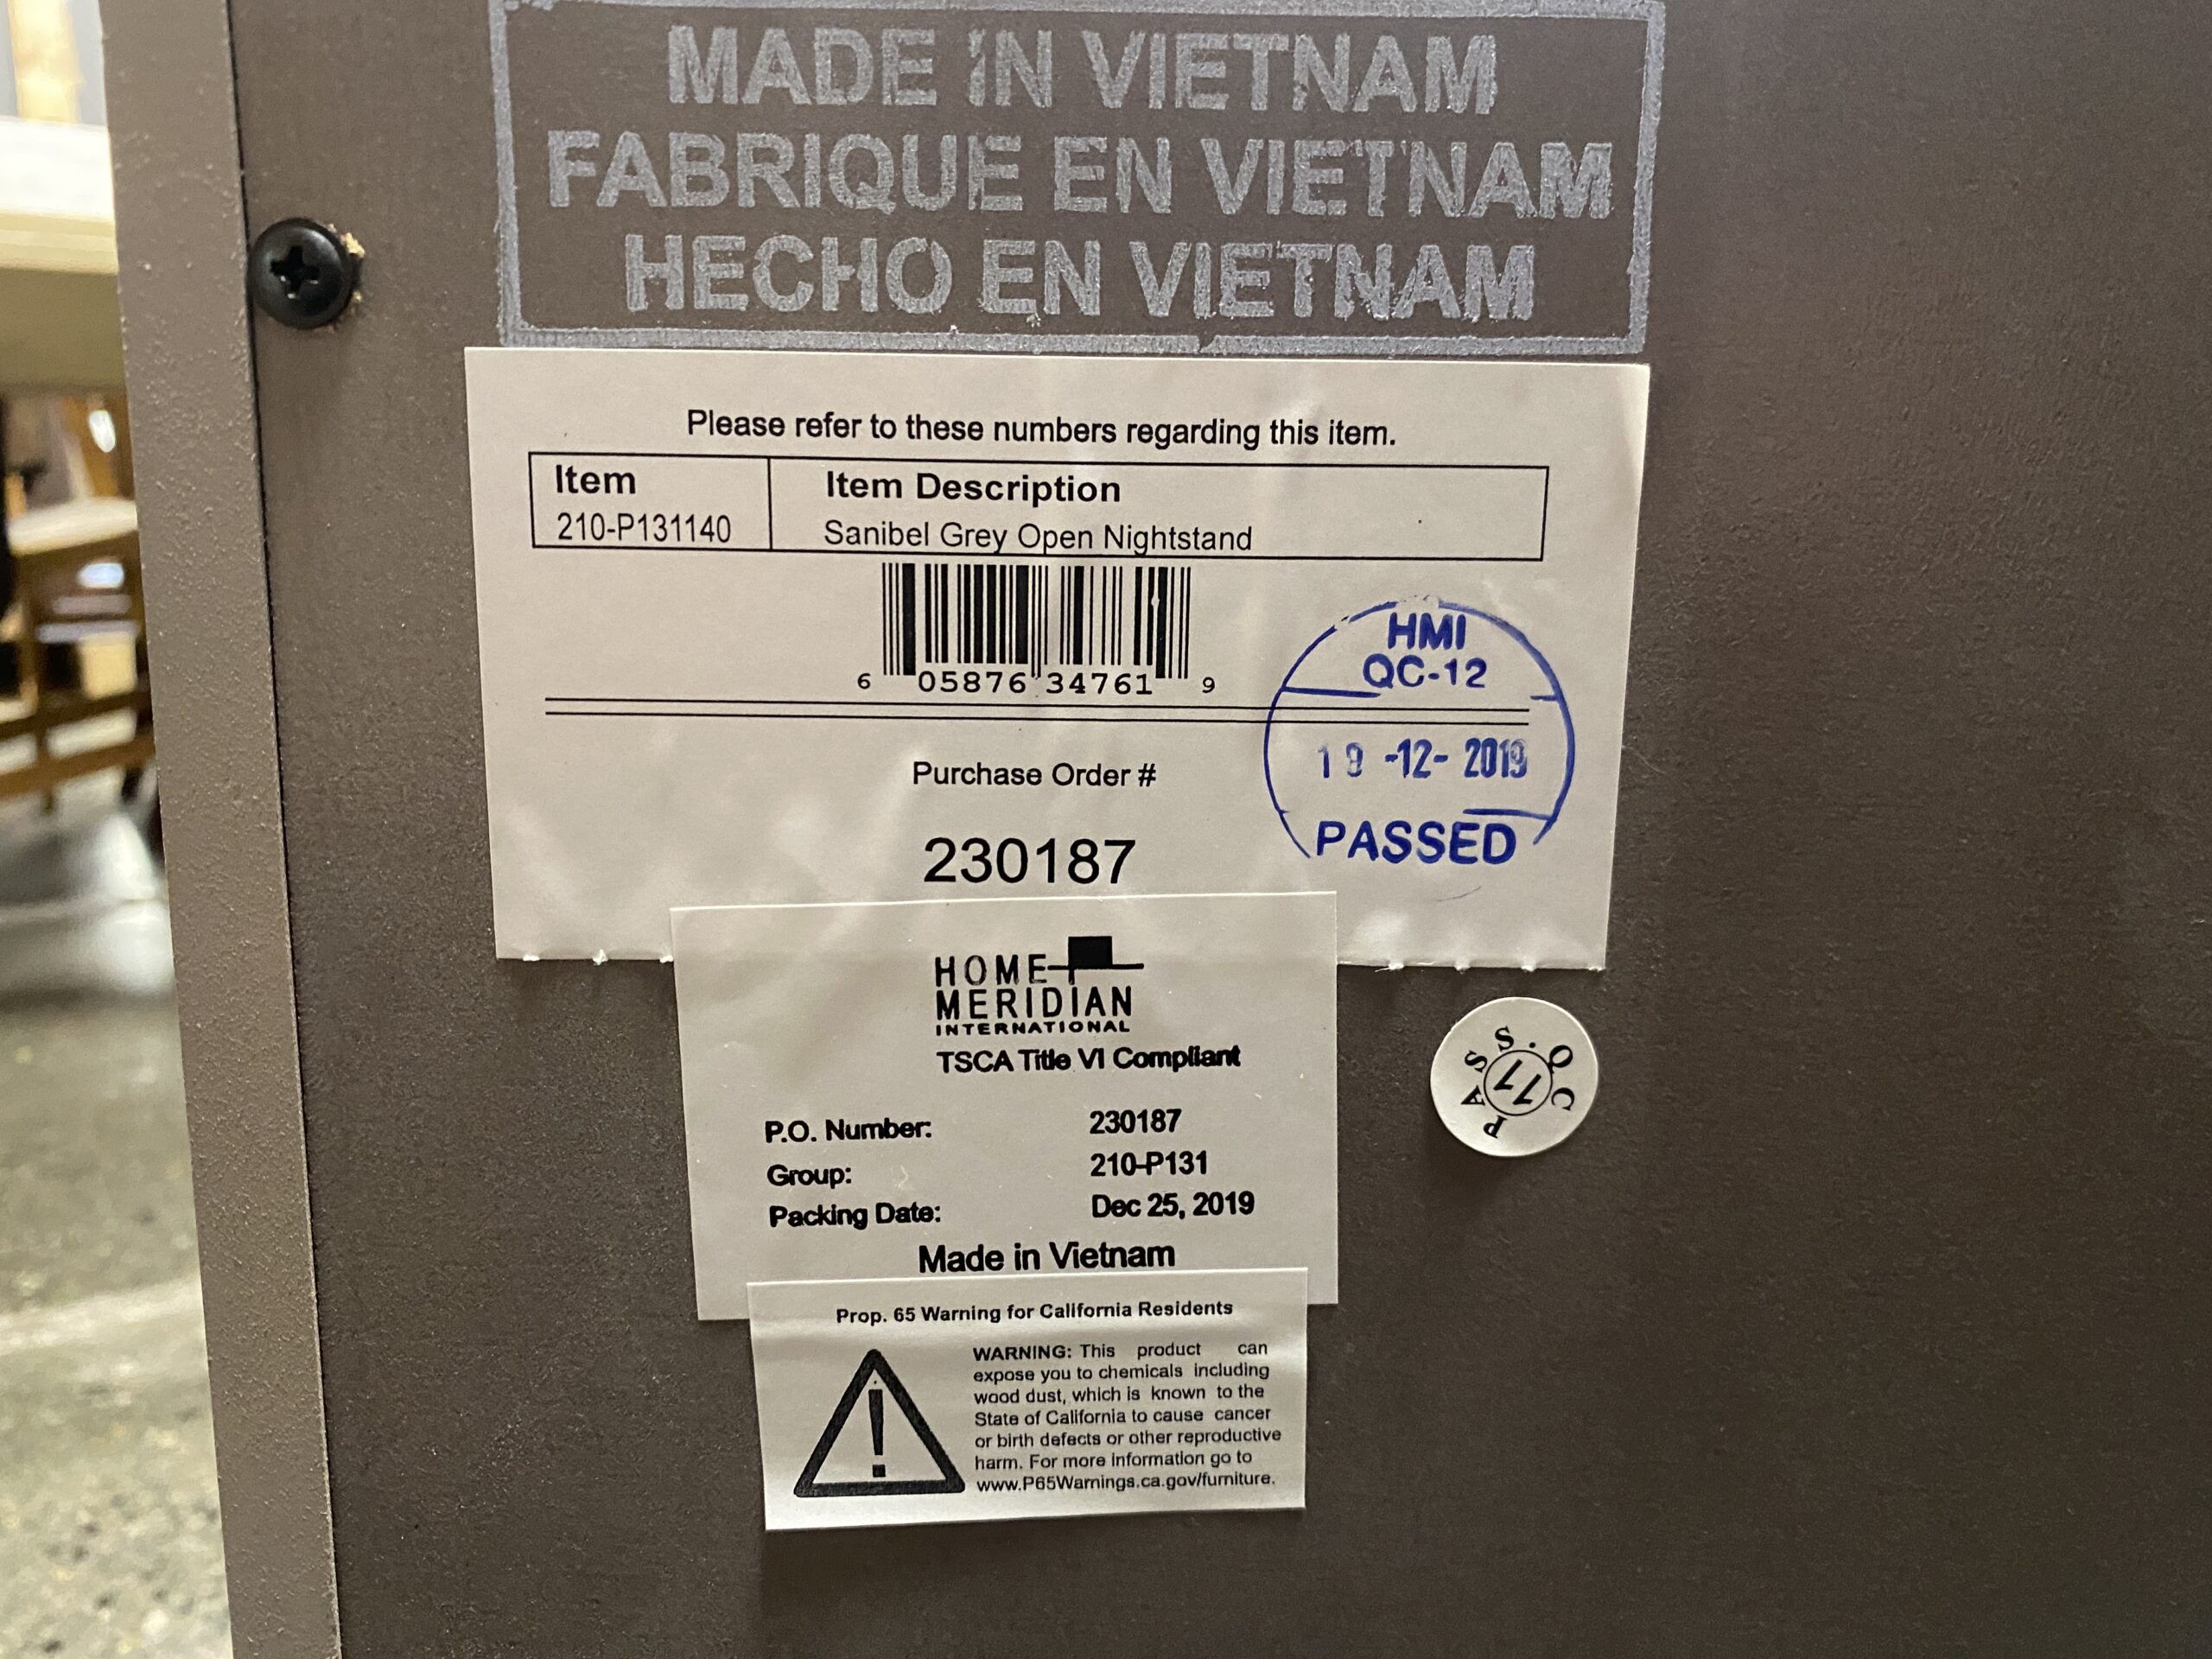 MADE IN VIETNAM
FABRIQUE EN VIETNAM
HECHO EN VIETNAM
Please refer to these numbers regarding this item.
Item
Item Description
210-P131140
Sanibel Grey Open Nightstand
6 05876 34761 9
HMI
QC-12
19 -12- 2019
PASSED
Purchase Order #
230187
HOME
MERIDIAN
INTERNATIONAL
TSCA Title VI Compliant
P.O. Number: 230187
Group: 210-P131
Packing Date: Dec 25, 2019
Made in Vietnam
QC PASS.
11
Prop. 65 Warning for California Residents
WARNING: This product can
expose you to chemicals including
wood dust, which is known to the
State of California to cause cancer
or birth defects or other reproductive
harm. For more information go to
www.P65Warnings.ca.gov/furniture.